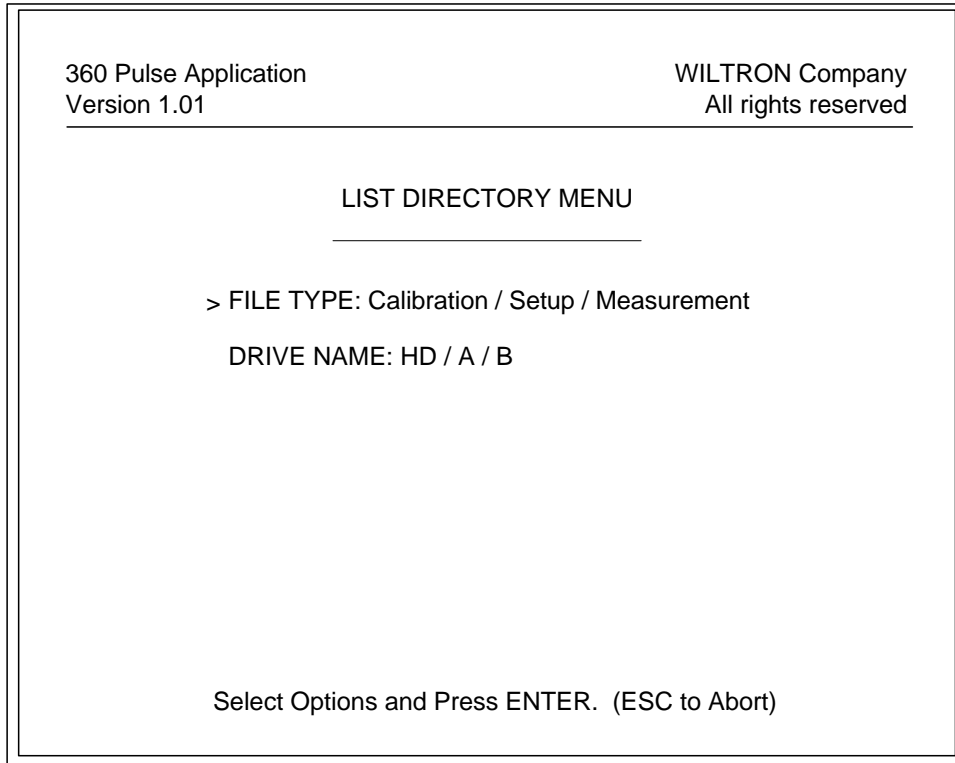 360 Pulse Application WILTRON Company
Version 1.01 All rights reserved
LIST DIRECTORY MENU
> FILE TYPE: Calibration / Setup / Measurement
DRIVE NAME: HD / A / B
Select Options and Press ENTER. (ESC to Abort)